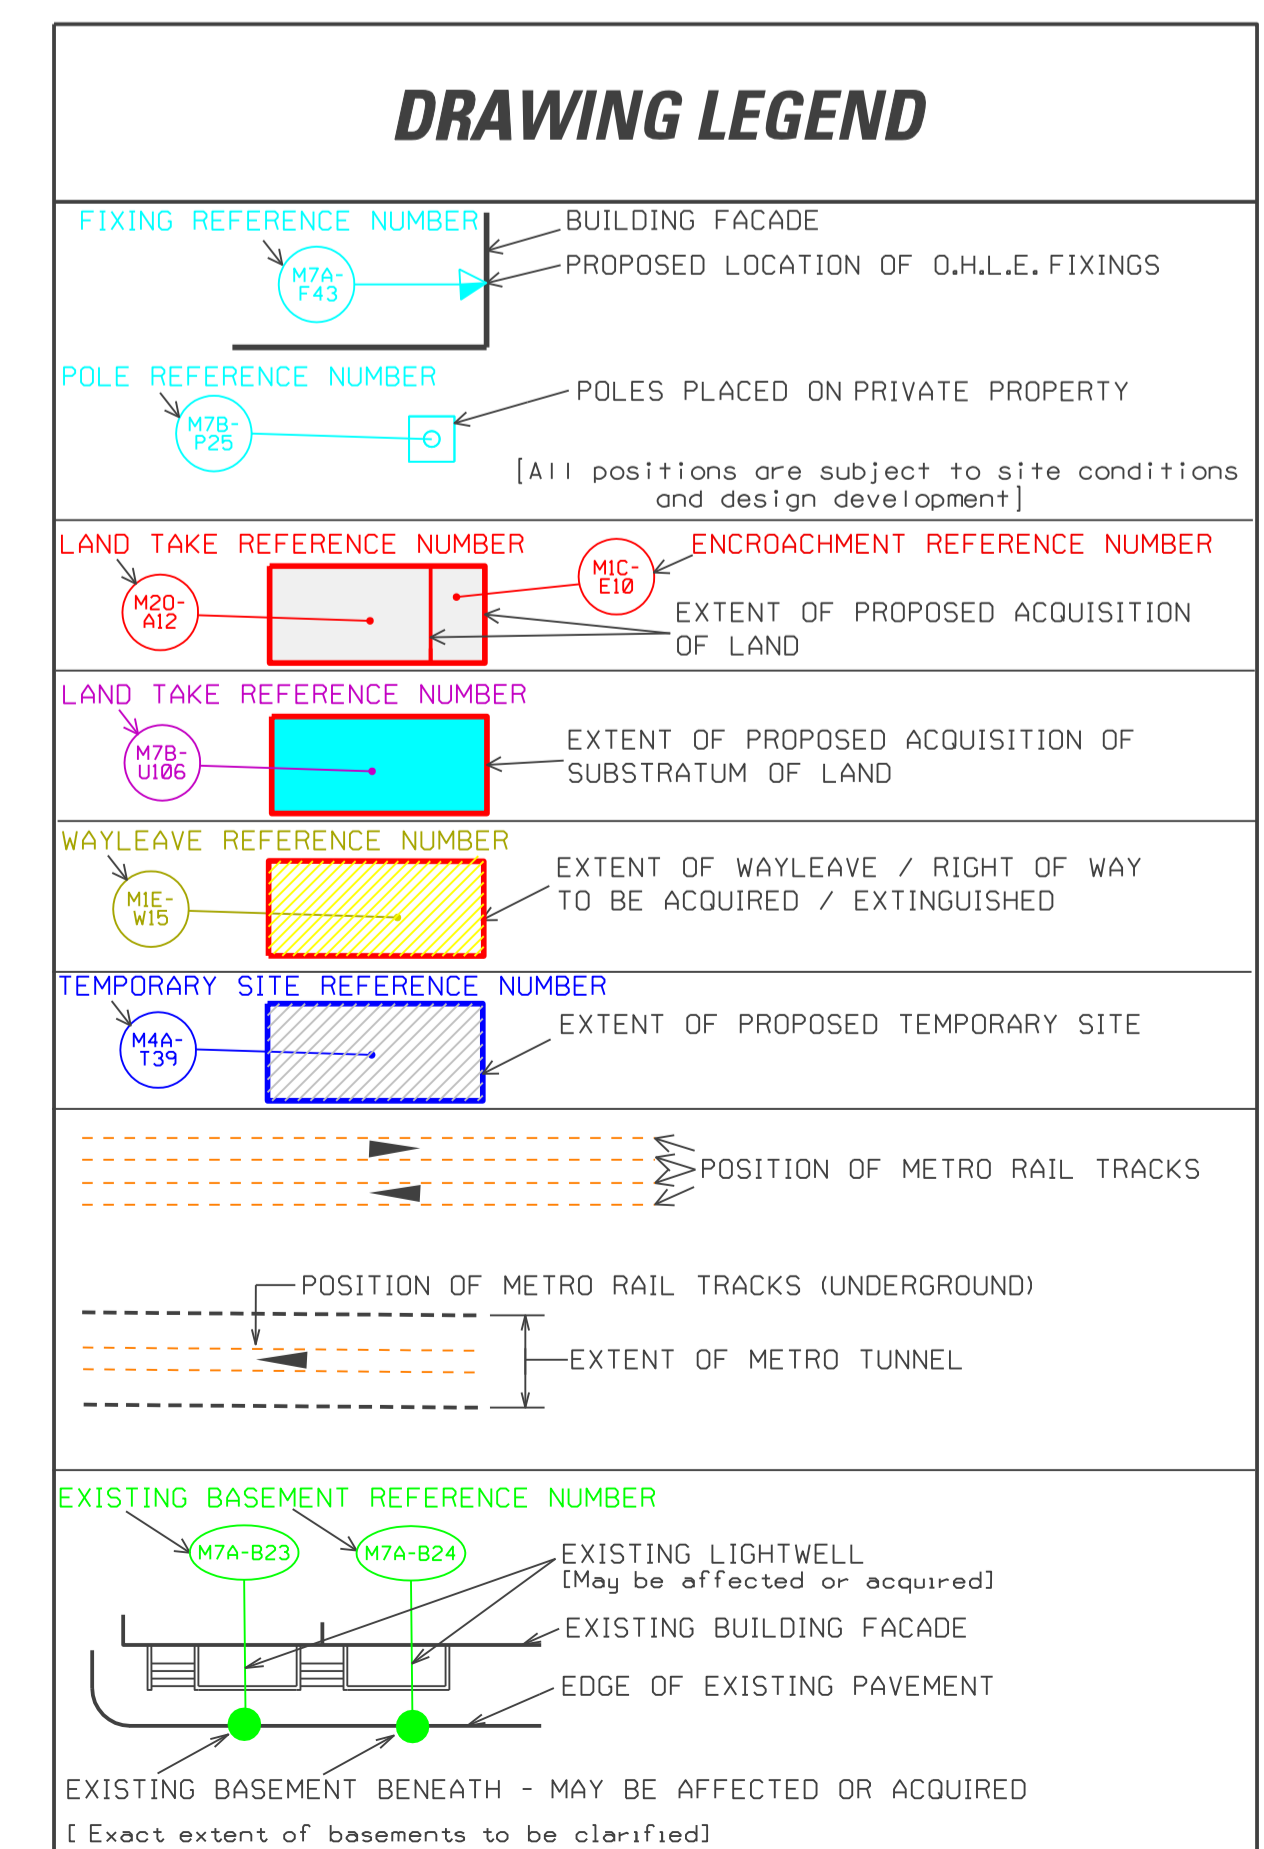 DRAWING LEGEND
FIXING REFERENCE NUMBER
BUILDING FACADE
M7A-
F43
PROPOSED LOCATION OF O.H.L.E. FIXINGS
POLE REFERENCE NUMBER
M7B-
P25
POLES PLACED ON PRIVATE PROPERTY
[All positions are subject to site conditions
and design development]
LAND TAKE REFERENCE NUMBER
M20-
A12
M1C-
E10
ENCROACHMENT REFERENCE NUMBER
EXTENT OF PROPOSED ACQUISITION
OF LAND
LAND TAKE REFERENCE NUMBER
M7B-
U106
EXTENT OF PROPOSED ACQUISITION OF
SUBSTRATUM OF LAND
WAYLEAVE REFERENCE NUMBER
M1E-
W15
EXTENT OF WAYLEAVE / RIGHT OF WAY
TO BE ACQUIRED / EXTINGUISHED
TEMPORARY SITE REFERENCE NUMBER
M4A-
T39
EXTENT OF PROPOSED TEMPORARY SITE
POSITION OF METRO RAIL TRACKS
POSITION OF METRO RAIL TRACKS (UNDERGROUND)
EXTENT OF METRO TUNNEL
EXISTING BASEMENT REFERENCE NUMBER
M7A-B23
M7A-B24
EXISTING LIGHTWELL
[May be affected or acquired]
EXISTING BUILDING FACADE
EDGE OF EXISTING PAVEMENT
EXISTING BASEMENT BENEATH - MAY BE AFFECTED OR ACQUIRED
[ Exact extent of basements to be clarified]